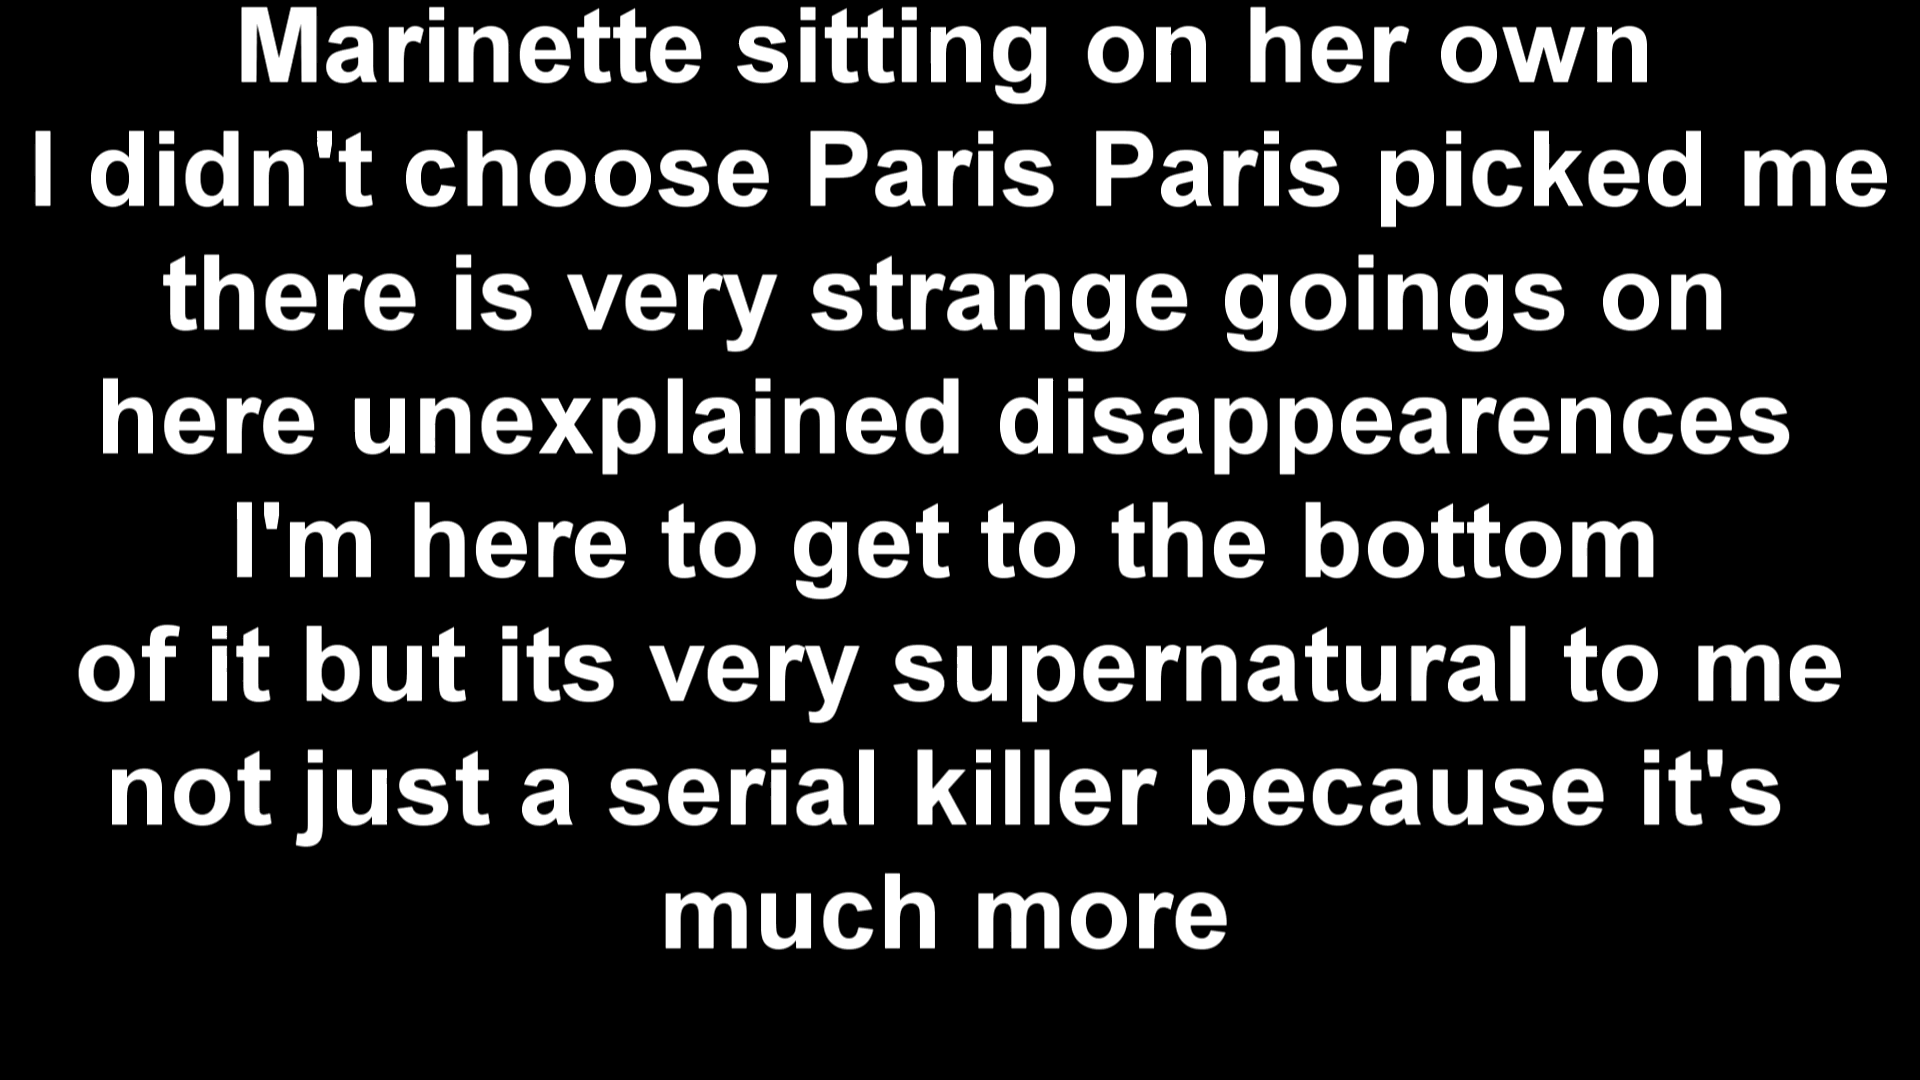 Marinette sitting on her own
I didn't choose Paris Paris picked me
there is very strange goings on
here unexplained disappearences
I'm here to get to the bottom
of it but its very supernatural to me
not just a serial killer because it's
much more